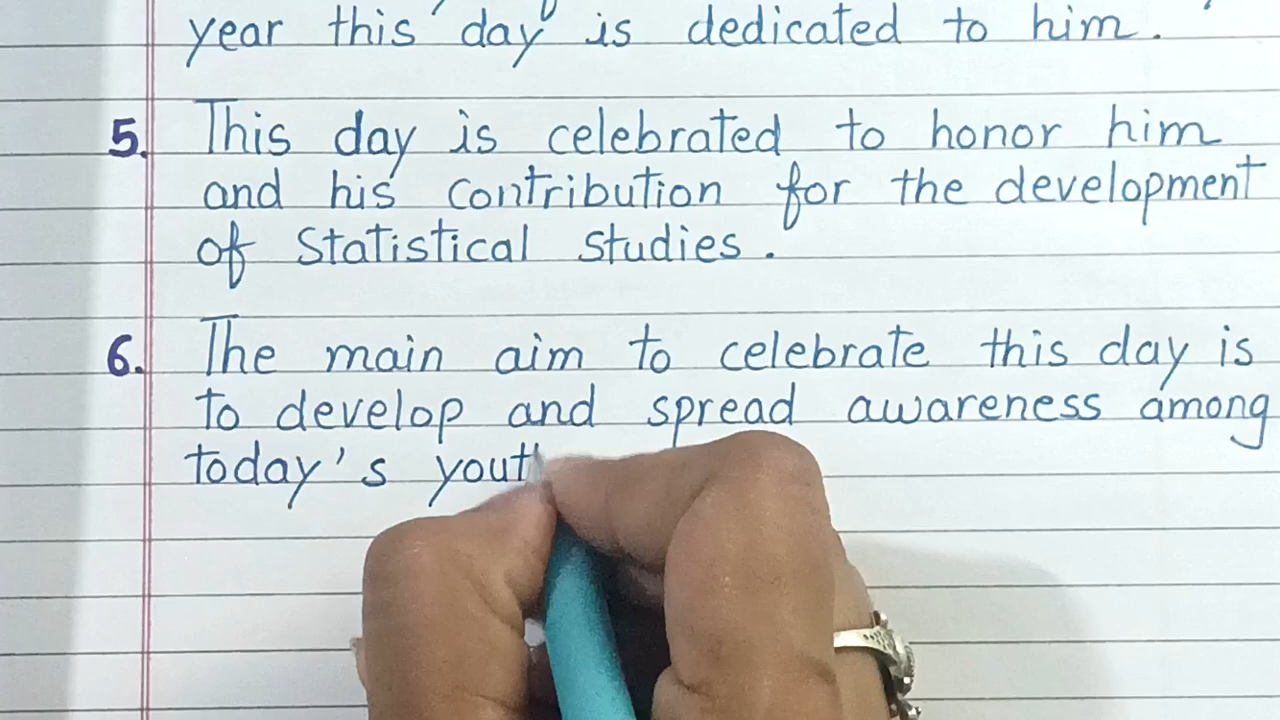 year this day is dedicated to him.
5. This day is celebrated to honor him
and his contribution for the development
of Statistical Studies.
6. The main aim to celebrate this day is
to develop and spread awareness among
today's yout